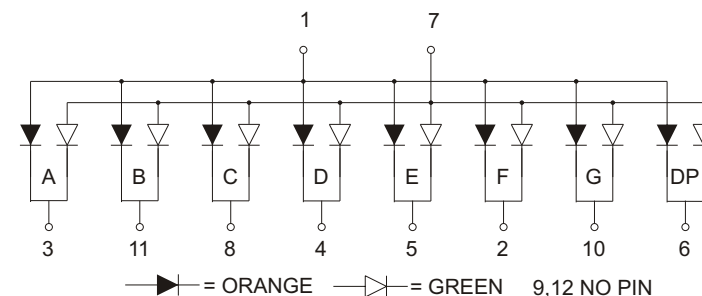 1 7
A B C D E F G DP
3 11 8 4 5 2 10 6
= ORANGE = GREEN 9,12 NO PIN